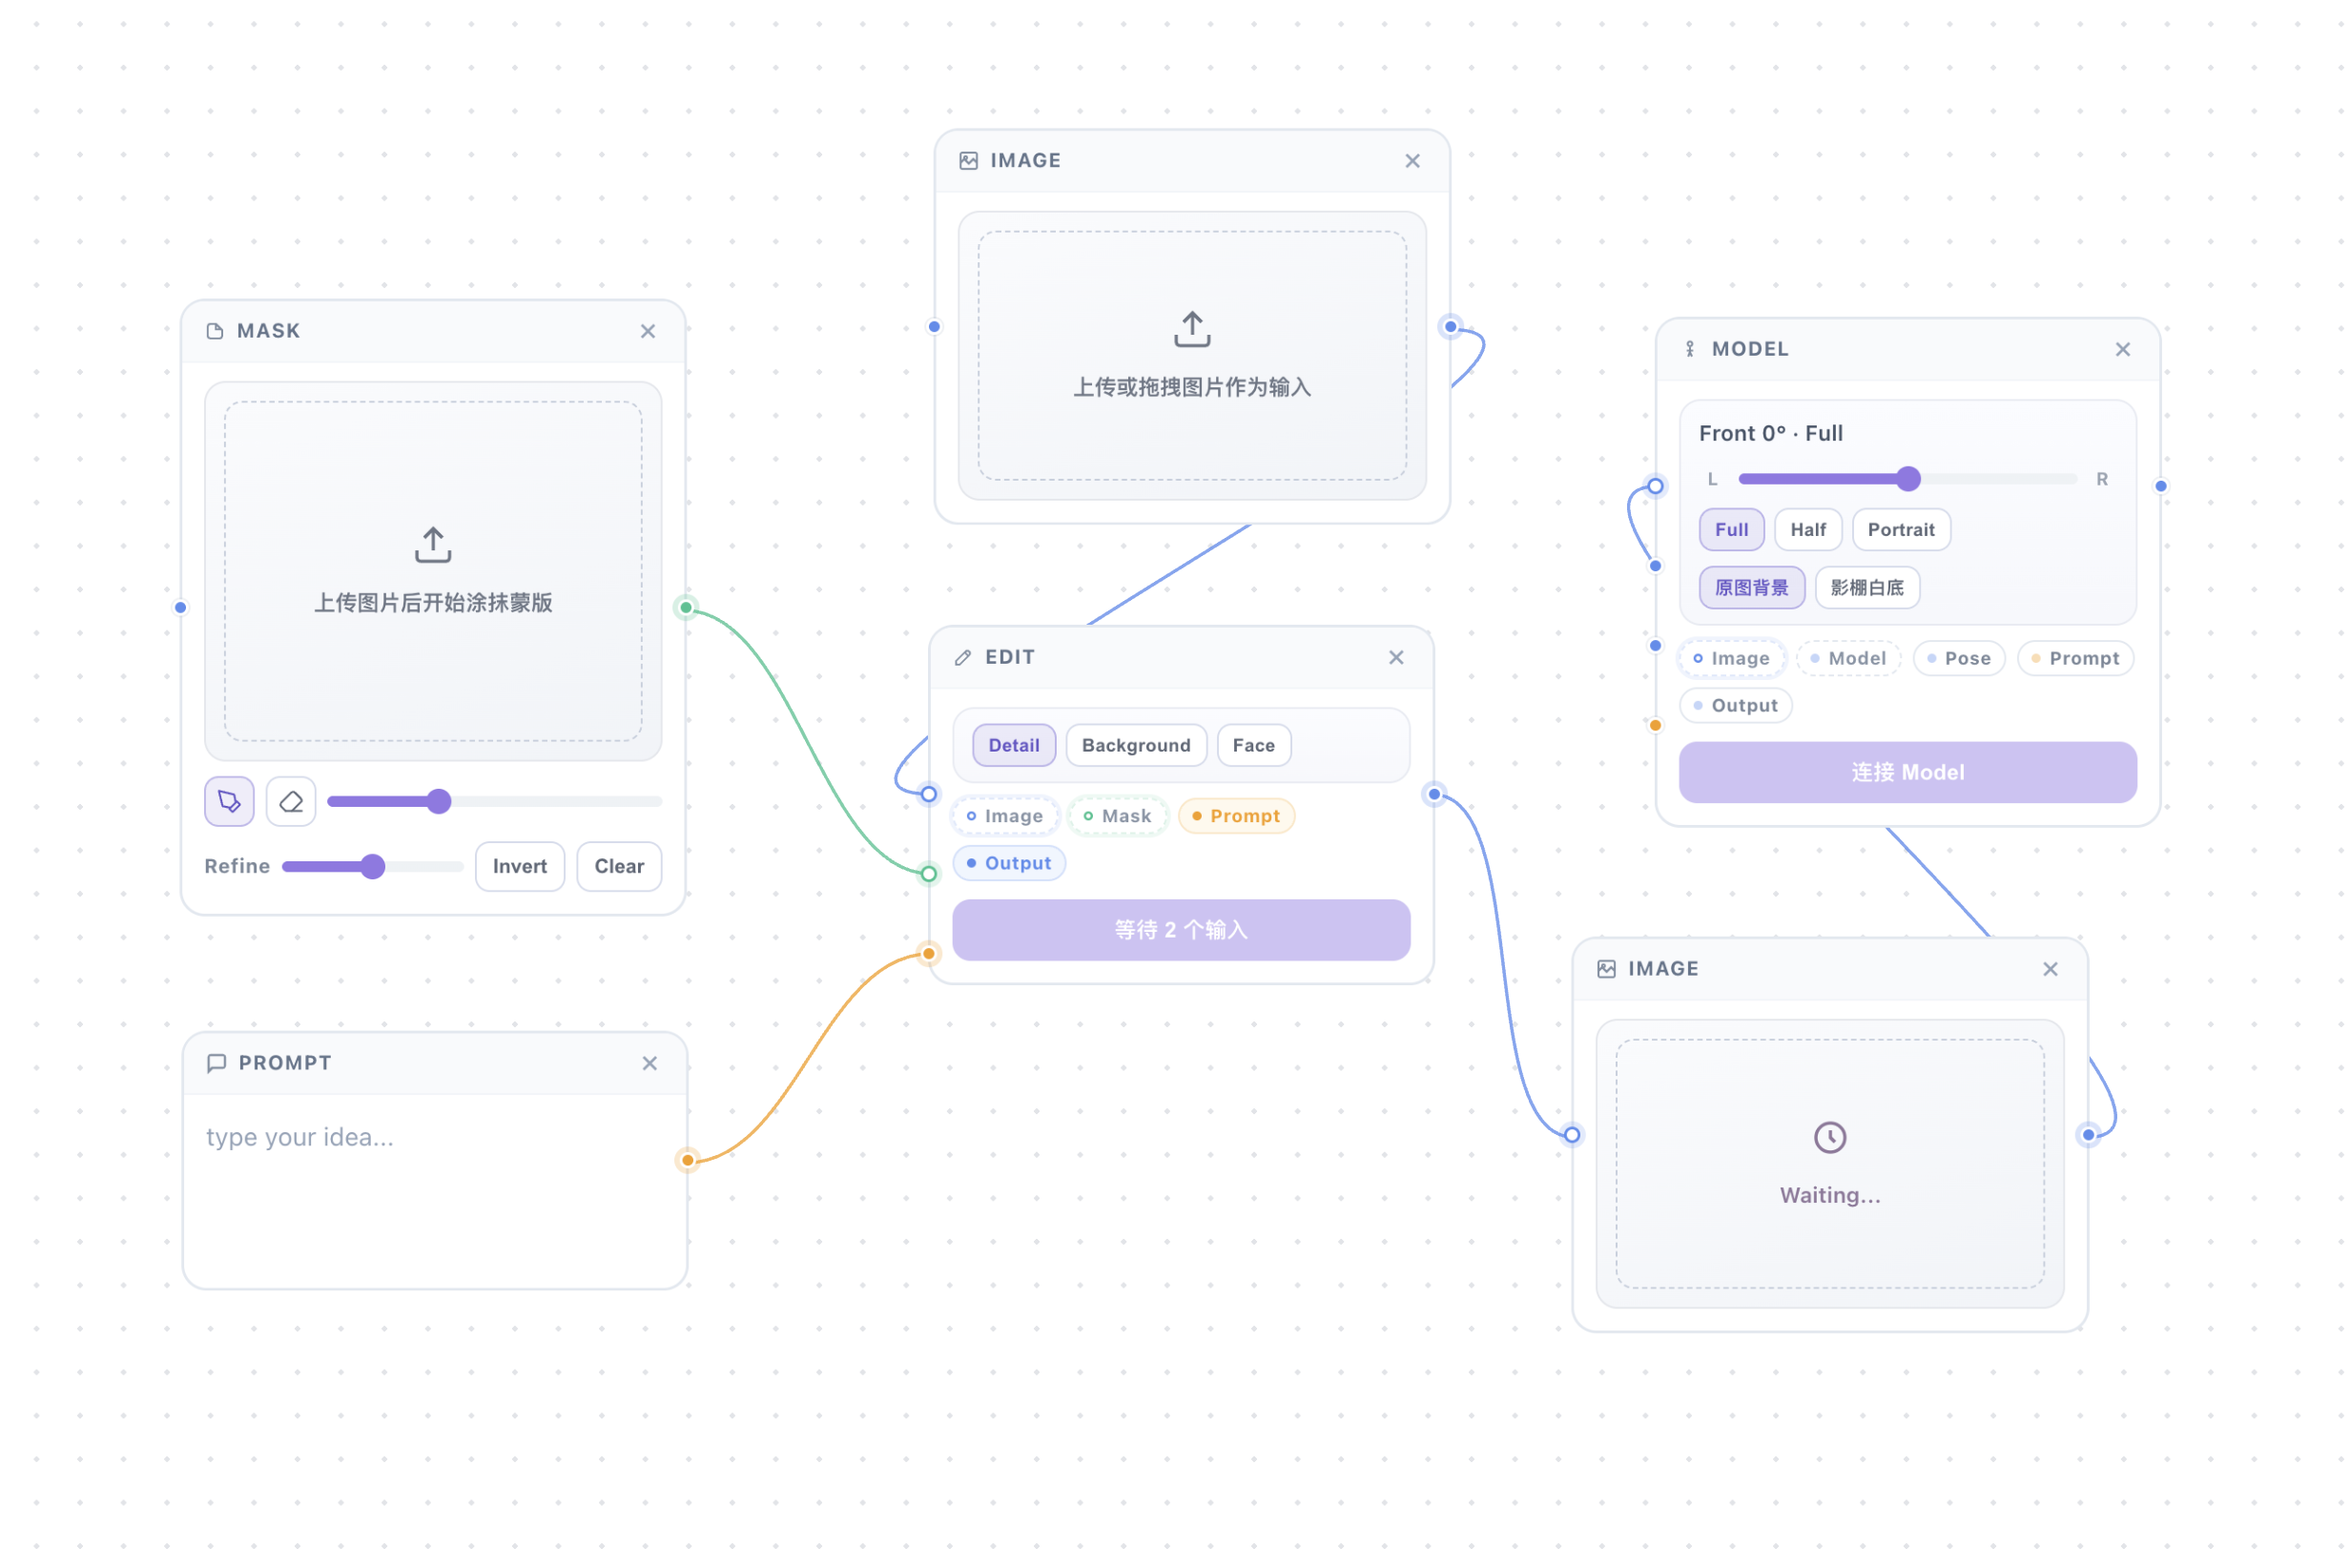 MASK
上传图片后开始涂抹蒙版
Refine
Invert
Clear
PROMPT
type your idea...
IMAGE
上传或拖拽图片作为输入
EDIT
Detail Background Face
Image Mask Prompt
Output
等待 2 个输入
MODEL
Front 0° · Full
L R
Full Half Portrait
原图背景 影棚白底
Image Model Pose Prompt
Output
连接 Model
IMAGE
Waiting...